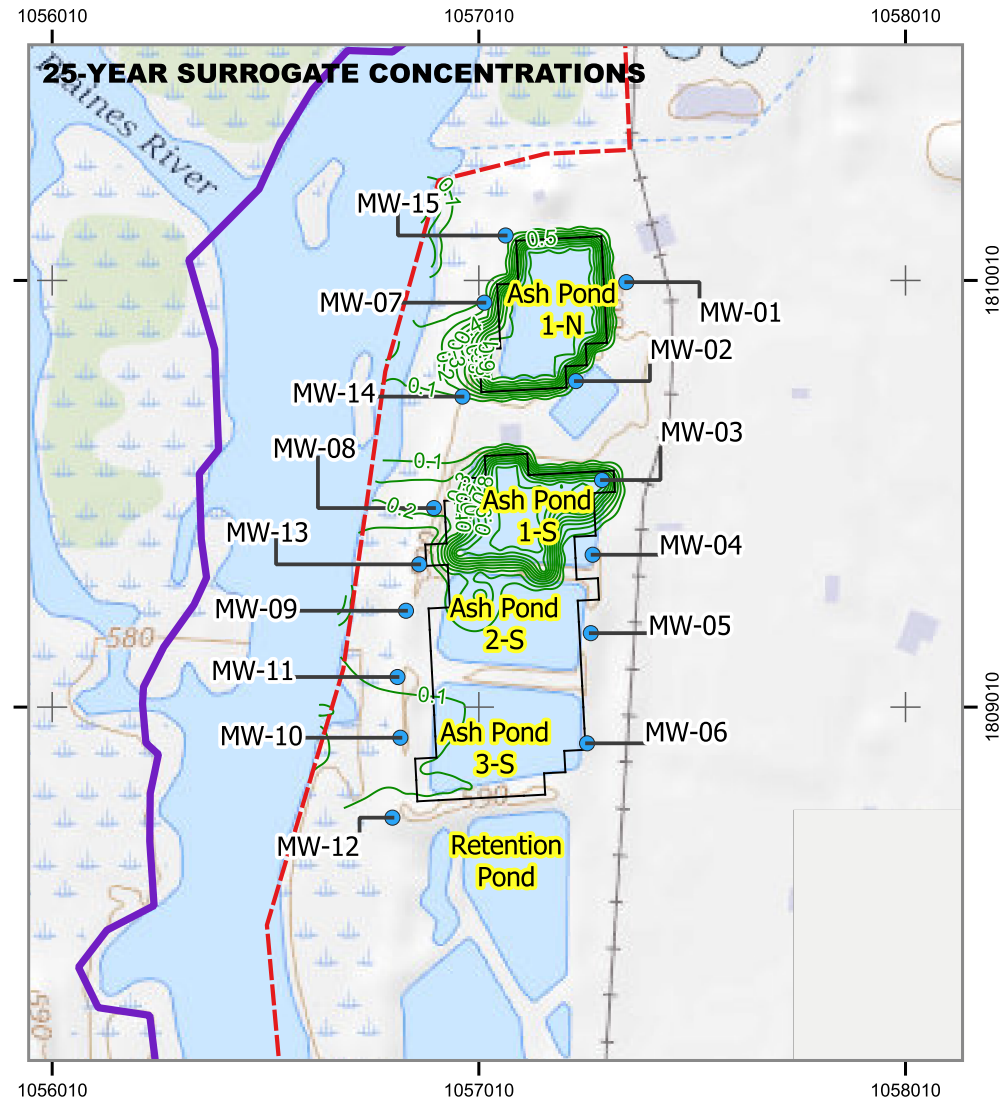 1056010 1057010 1058010
25-YEAR SURROGATE CONCENTRATIONS
Plaines River
0.1
MW-15
0.5
1810010
MW-07
Ash Pond
1-N
MW-01
MW-02
0.1
MW-14
MW-03
MW-08
0.1
Ash Pond
1-S
0.2
MW-13
MW-04
MW-09
Ash Pond
2-S
MW-05
580
MW-11
0.1
1809010
MW-10
Ash Pond
3-S
MW-06
590
MW-12
Retention
Pond
590
1056010 1057010 1058010